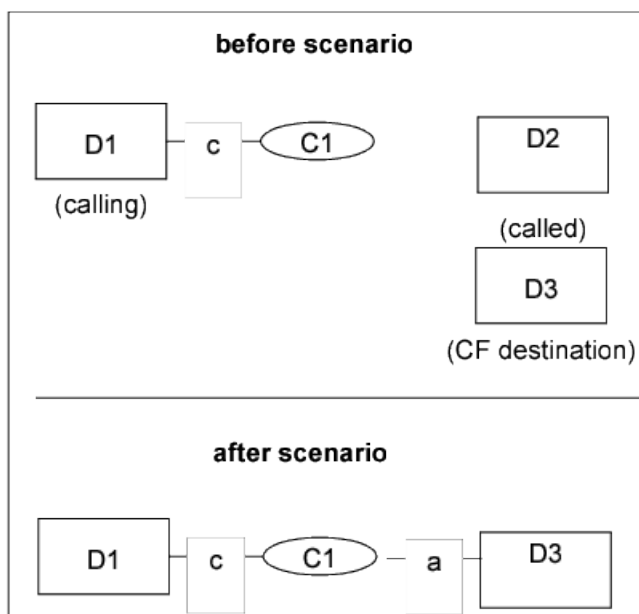 before scenario
D1 c C1 D2
(calling) (called)
D3
(CF destination)
after scenario
D1 c C1 a D3